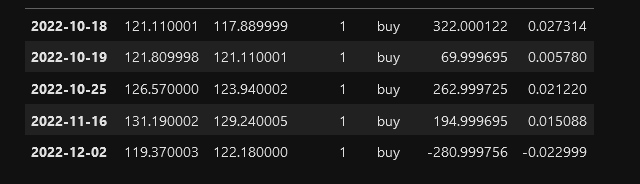 2022-10-18 121.110001 117.889999 1 buy 322.000122 0.027314
2022-10-19 121.809998 121.110001 1 buy 69.999695 0.005780
2022-10-25 126.570000 123.940002 1 buy 262.999725 0.021220
2022-11-16 131.190002 129.240005 1 buy 194.999695 0.015088
2022-12-02 119.370003 122.180000 1 buy -280.999756 -0.022999